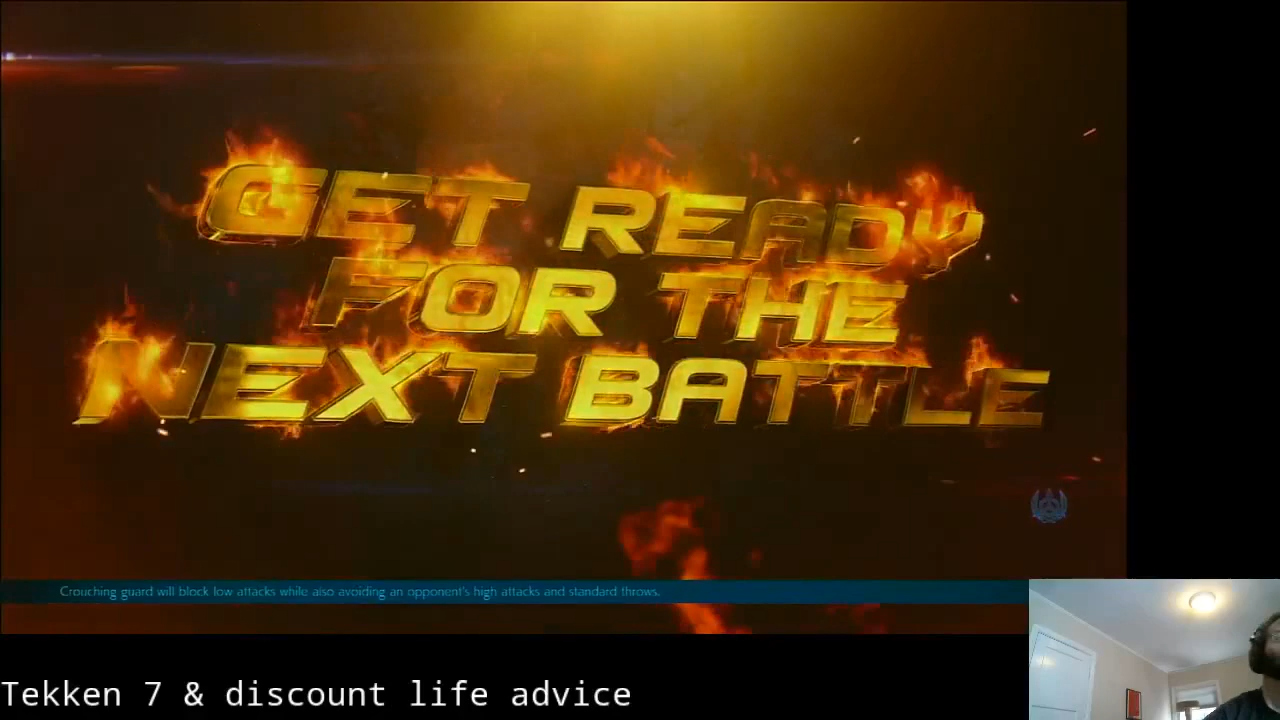 GET READY
FOR THE
NEXT BATTLE
Crouching guard will block low attacks while also avoiding an opponent's high attacks and standard throws.
Tekken 7 & discount life advice